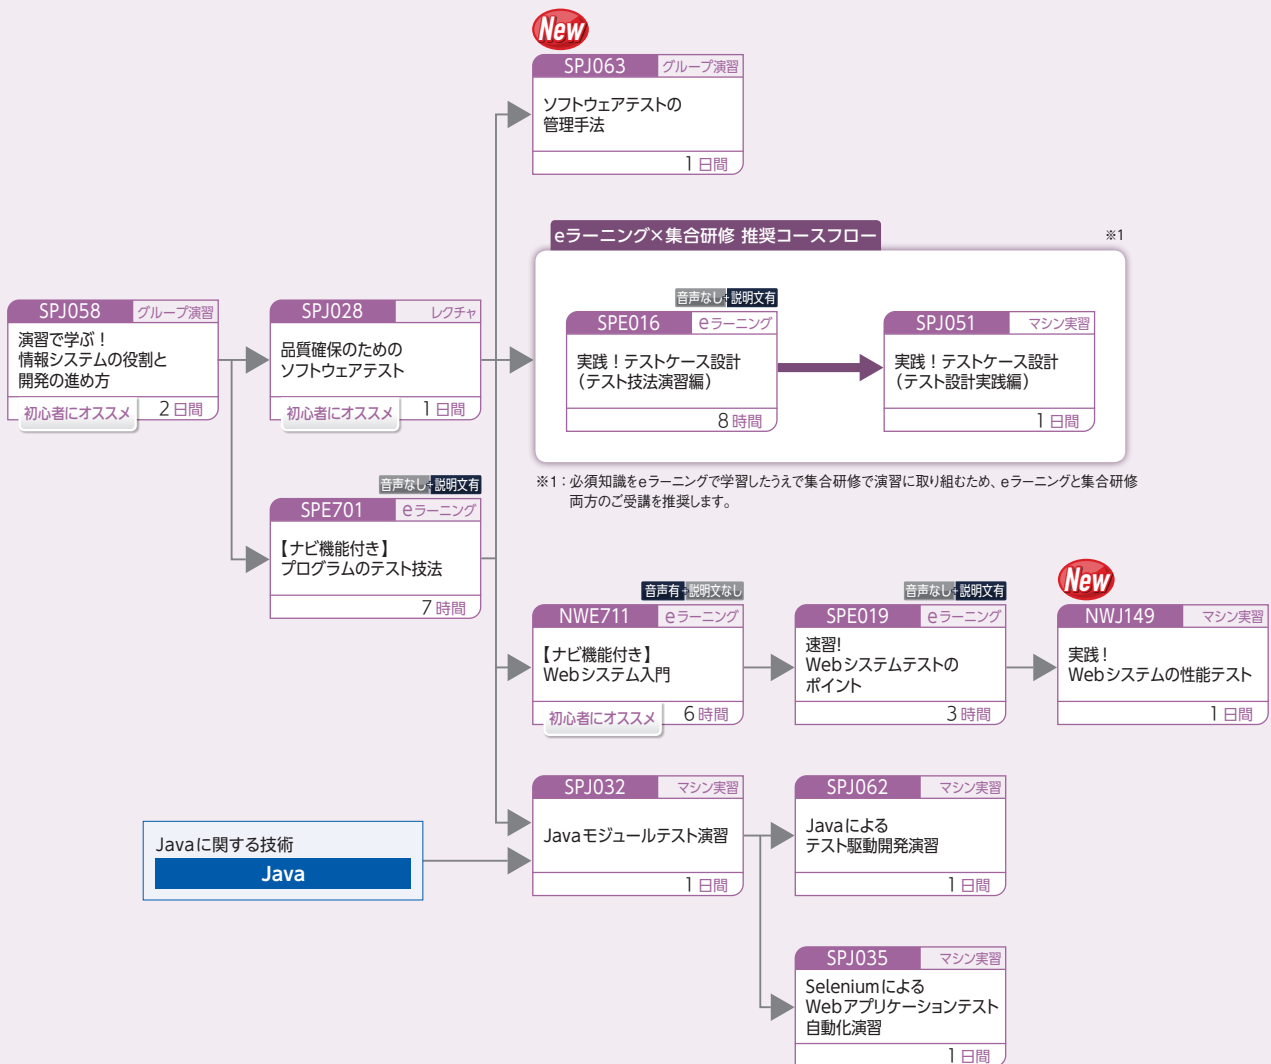 New
SPJ063 グループ演習
ソフトウェアテストの
管理手法
1日間
eラーニング×集合研修 推奨コースフロー
※1
音声なし+説明文有
SPE016 eラーニング
実践！テストケース設計
（テスト技法演習編）
8時間
SPJ051 マシン実習
実践！テストケース設計
（テスト設計実践編）
1日間
※1：必須知識をeラーニングで学習したうえで集合研修で演習に取り組むため、eラーニングと集合研修
両方のご受講を推奨します。
SPJ058 グループ演習
演習で学ぶ！
情報システムの役割と
開発の進め方
初心者にオススメ 2日間
SPJ028 レクチャ
品質確保のための
ソフトウェアテスト
初心者にオススメ 1日間
音声なし+説明文有
SPE701 eラーニング
【ナビ機能付き】
プログラムのテスト技法
7時間
音声有+説明文なし
NWE711 eラーニング
【ナビ機能付き】
Webシステム入門
初心者にオススメ 6時間
音声なし+説明文有
SPE019 eラーニング
速習!
Webシステムテストの
ポイント
3時間
New
NWJ149 マシン実習
実践！
Webシステムの性能テスト
1日間
Javaに関する技術
Java
SPJ032 マシン実習
Javaモジュールテスト演習
1日間
SPJ062 マシン実習
Javaによる
テスト駆動開発演習
1日間
SPJ035 マシン実習
Seleniumによる
Webアプリケーションテスト
自動化演習
1日間